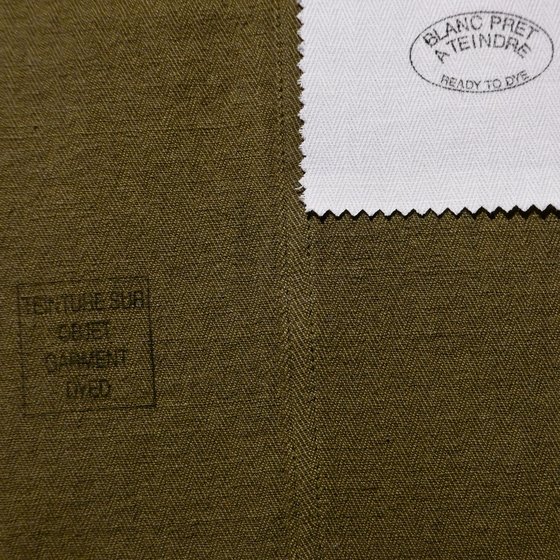 BLANC PRET
A TEINDRE
READY TO DYE
TEINTURE SUR
OBJET
GARMENT
DYED